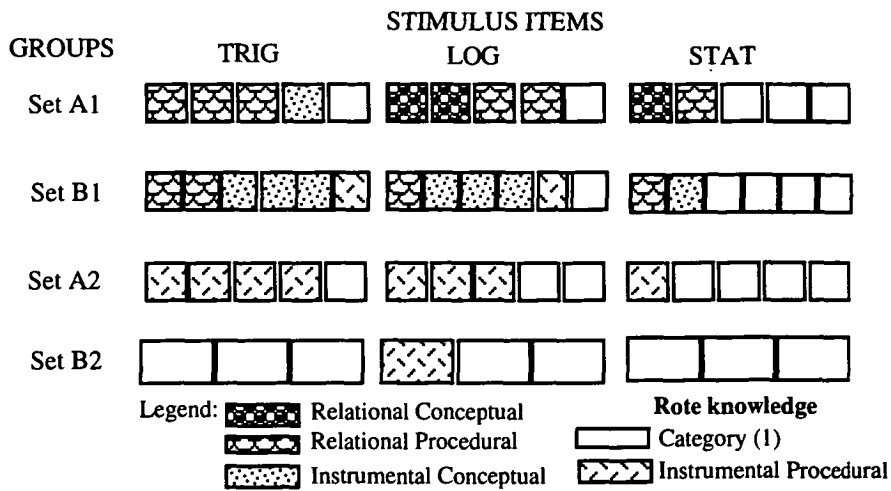 STIMULUS ITEMS
GROUPS TRIG LOG STAT
Set A1
Set B1
Set A2
Set B2
Legend: Relational Conceptual Rote knowledge
Relational Procedural Category (1)
Instrumental Conceptual Instrumental Procedural